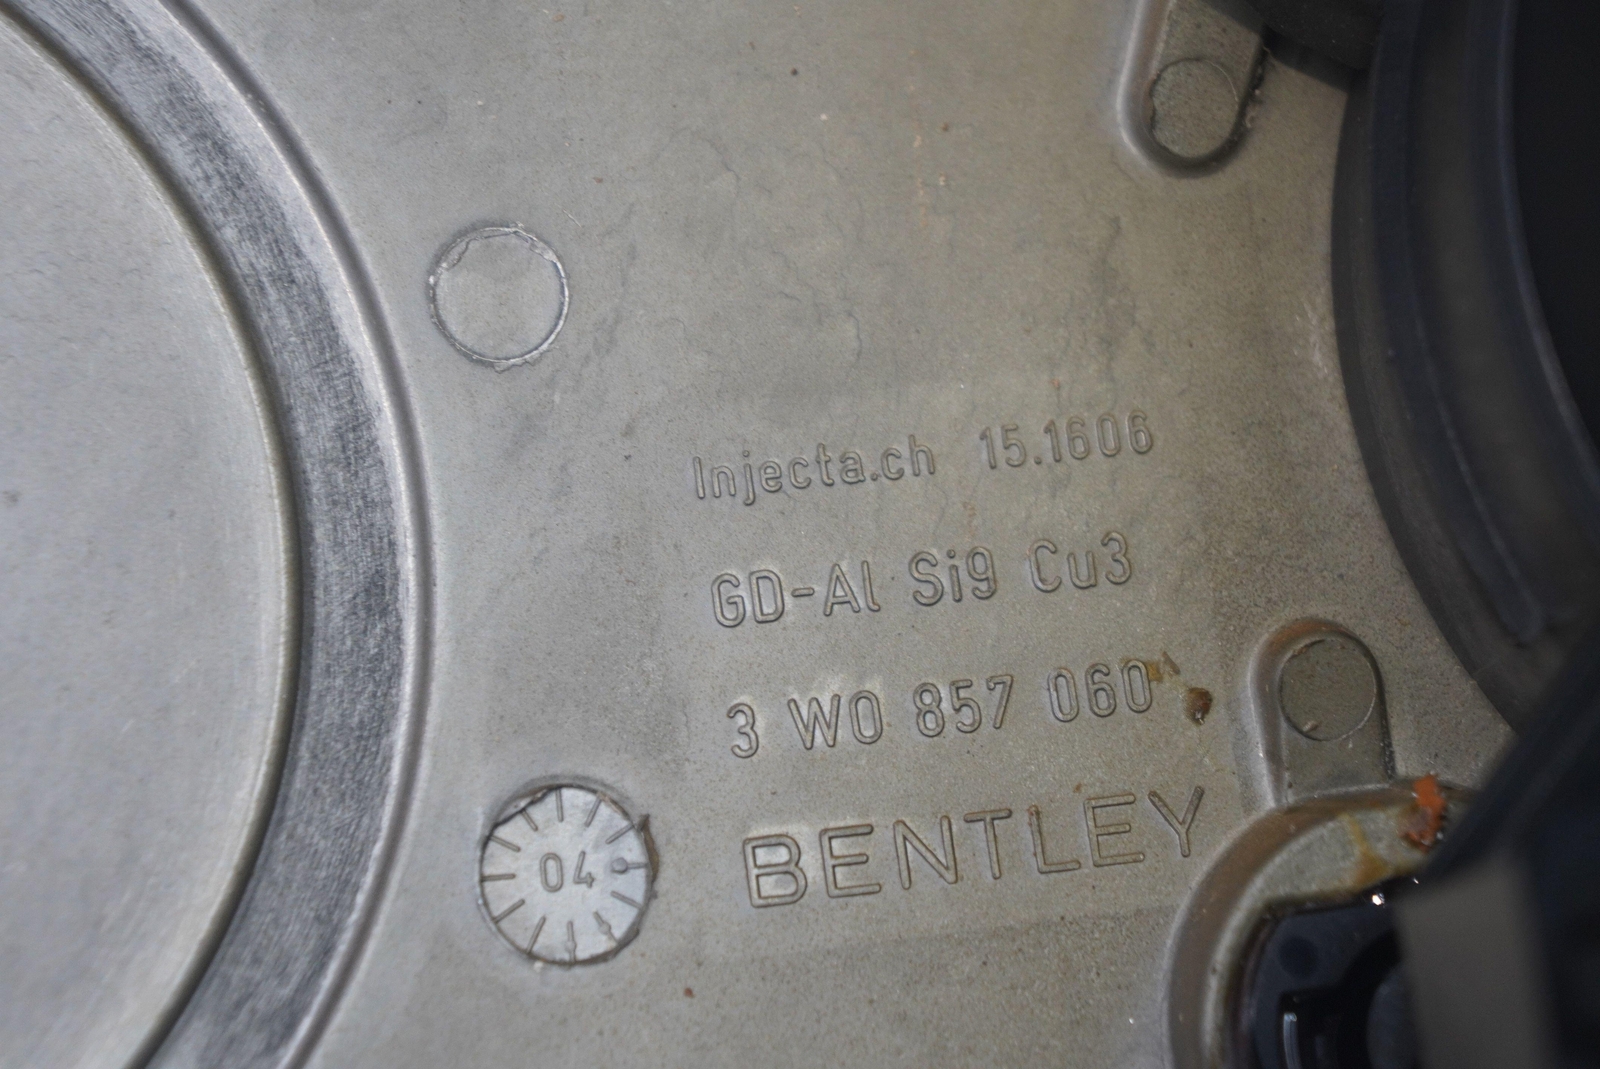 Injecta.ch 15.1606
GD-Al Si9 Cu3
3 W0 857 060
BENTLEY
04